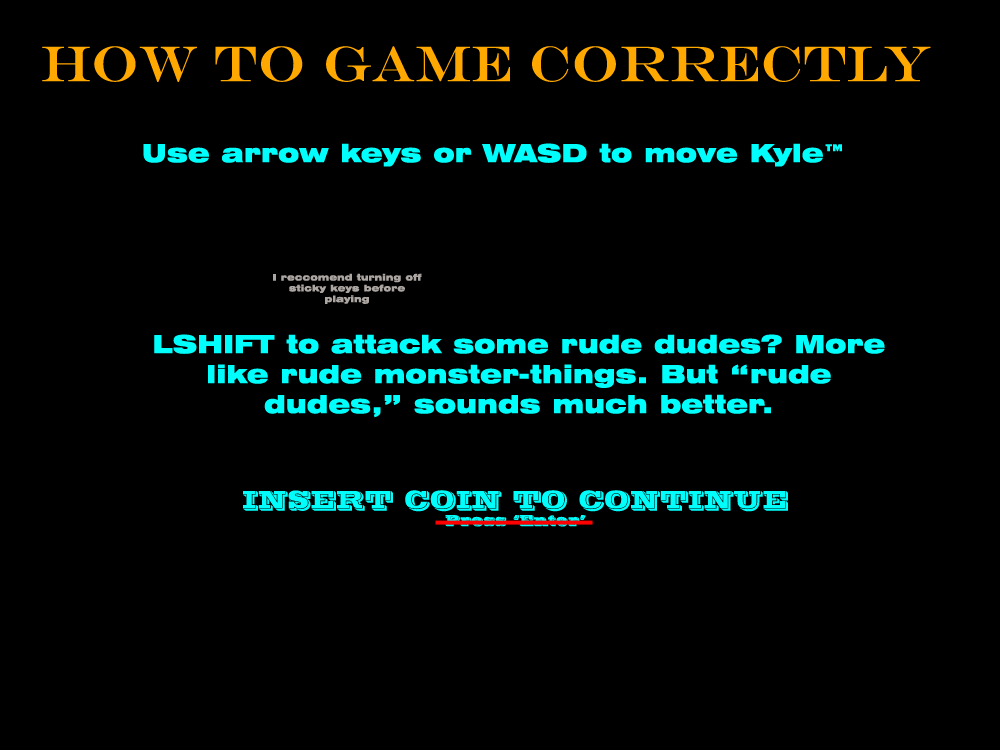 HOW TO GAME CORRECTLY
Use arrow keys or WASD to move Kyle™
I reccomend turning off
sticky keys before
playing
LSHIFT to attack some rude dudes? More
like rude monster-things. But “rude
dudes,” sounds much better.
INSERT COIN TO CONTINUE
Press ‘Enter’